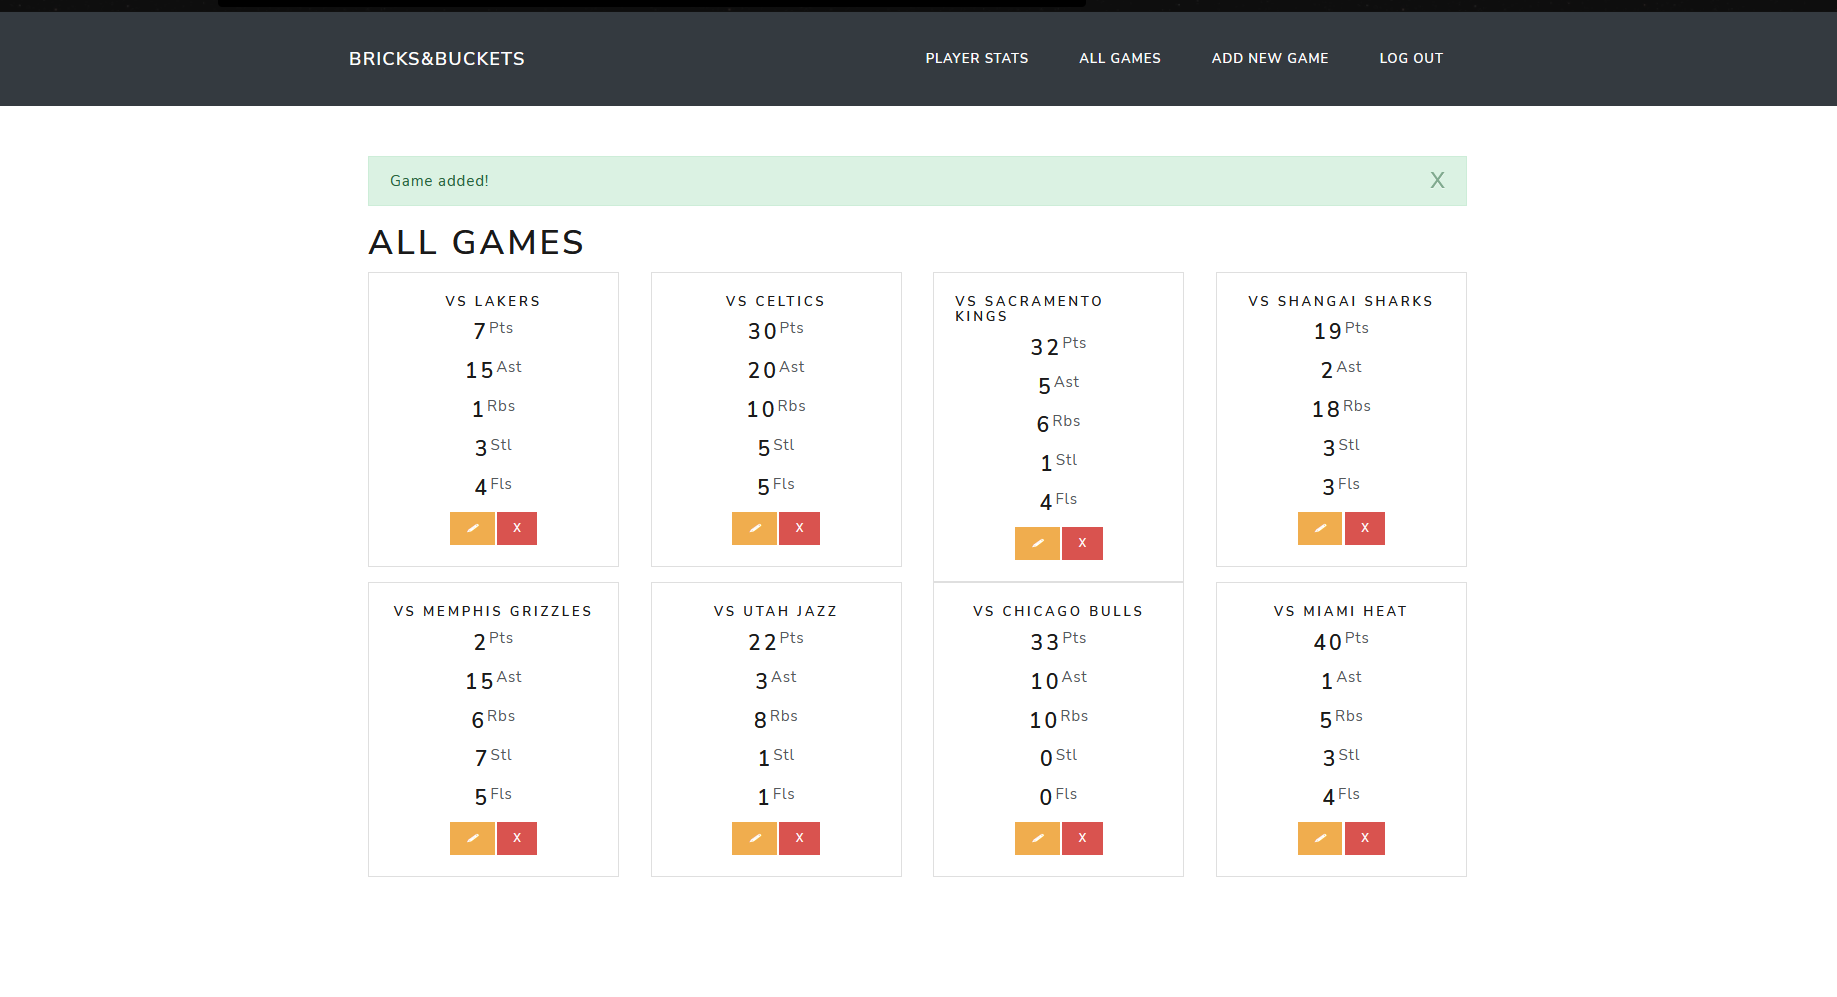 BRICKS&BUCKETS
PLAYER STATS
ALL GAMES
ADD NEW GAME
LOG OUT
Game added!
X
ALL GAMES
VS LAKERS
7 Pts
15 Ast
1 Rbs
3 Stl
4 Fls
X
VS CELTICS
30 Pts
20 Ast
10 Rbs
5 Stl
5 Fls
X
VS SACRAMENTO
KINGS
32 Pts
5 Ast
6 Rbs
1 Stl
4 Fls
X
VS SHANGAI SHARKS
19 Pts
2 Ast
18 Rbs
3 Stl
3 Fls
X
VS MEMPHIS GRIZZLES
2 Pts
15 Ast
6 Rbs
7 Stl
5 Fls
X
VS UTAH JAZZ
22 Pts
3 Ast
8 Rbs
1 Stl
1 Fls
X
VS CHICAGO BULLS
33 Pts
10 Ast
10 Rbs
0 Stl
0 Fls
X
VS MIAMI HEAT
40 Pts
1 Ast
5 Rbs
3 Stl
4 Fls
X